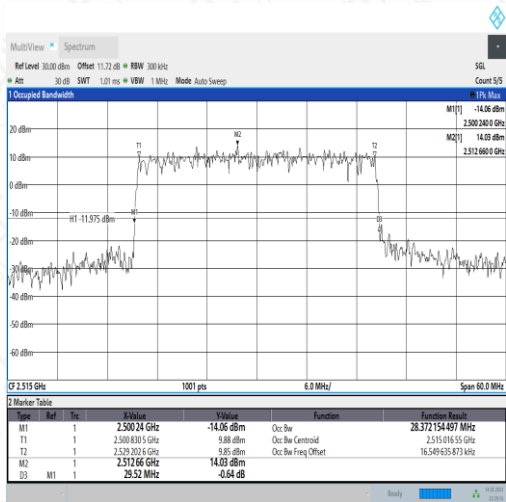 MultiView Spectrum
Ref Level 30.00 dBm Offset 11.72 dB RBW 300 kHz SGL
Att 30 dB SWT 1.01 ms VBW 1 MHz Mode Auto Sweep Count 5/5
1 Occupied Bandwidth 1Pk Max
M1[1] -14.06 dBm
2.500 240 0 GHz
M2[1] 14.03 dBm
2.512 660 0 GHz
20 dBm
M2
T1 T2
10 dBm
0 dBm
-10 dBm
M1
D3
H1 -11.975 dBm
-20 dBm
-30 dBm
-40 dBm
-50 dBm
-60 dBm
CF 2.515 GHz 1001 pts 6.0 MHz/ Span 60.0 MHz
2 Marker Table
Type Ref Trc X-Value Y-Value Function Function Result
M1 1 2.500 24 GHz -14.06 dBm Occ Bw 28.372 154 497 MHz
T1 1 2.500 830 5 GHz 9.88 dBm Occ Bw Centroid 2.515 016 55 GHz
T2 1 2.529 202 6 GHz 9.85 dBm Occ Bw Freq Offset 16.549 635 873 kHz
M2 1 2.512 66 GHz 14.03 dBm
D3 M1 1 29.52 MHz -0.64 dB
Ready